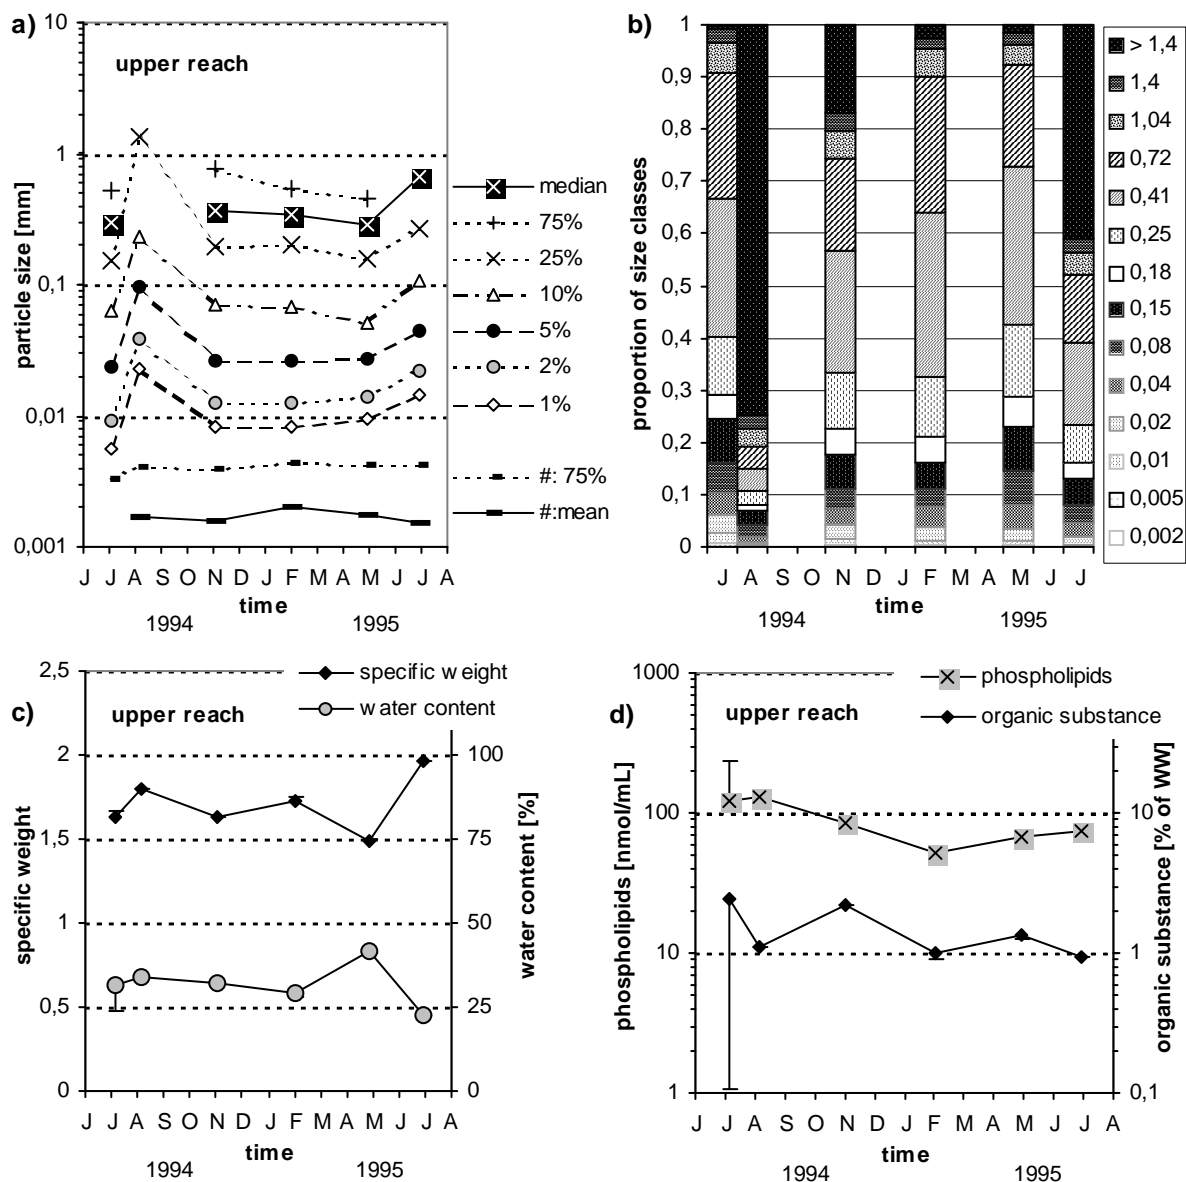 a)
10
1
0,1
0,01
0,001
particle size [mm]
upper reach
J J A S O N D J F M A M J J A
time
1994 1995
median
75%
25%
10%
5%
2%
1%
#: 75%
#:mean
b)
1
0,9
0,8
0,7
0,6
0,5
0,4
0,3
0,2
0,1
0
proportion of size classes
J A S O N D J F M A M J J
time
1994 1995
> 1,4
1,4
1,04
0,72
0,41
0,25
0,18
0,15
0,08
0,04
0,02
0,01
0,005
0,002
c)
2,5
2
1,5
1
0,5
0
specific weight
upper reach
specific weight
water content
100
75
50
25
0
water content [%]
J J A S O N D J F M A M J J A
time
1994 1995
d)
1000
100
10
1
phospholipids [nmol/mL]
upper reach
phospholipids
organic substance
10
1
0,1
organic substance [% of WW]
J J A S O N D J F M A M J J A
time
1994 1995